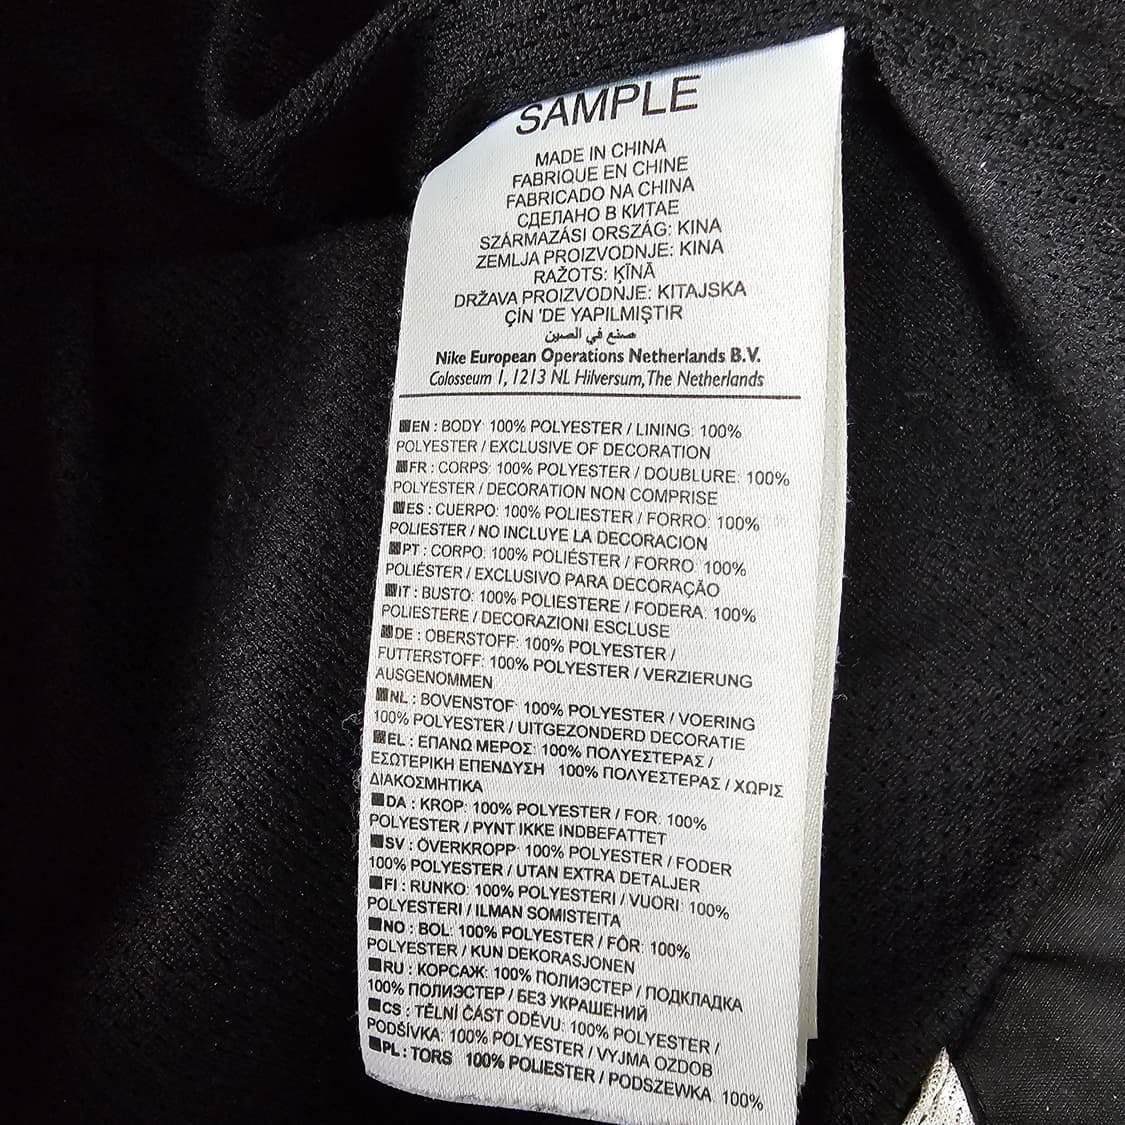 SAMPLE
MADE IN CHINA
FABRIQUE EN CHINE
FABRICADO NA CHINA
СДЕЛАНО В КИТАЕ
SZÁRMAZÁSI ORSZÁG: KINA
ZEMLJA PROIZVODNJE: KINA
RAŽOTS: ĶĪNĀ
DRŽAVA PROIZVODNJE: KITAJSKA
ÇİN 'DE YAPILMIŞTIR
صنع في الصين
Nike European Operations Netherlands B.V.
Colosseum 1, 1213 NL Hilversum, The Netherlands
EN : BODY: 100% POLYESTER / LINING: 100%
POLYESTER / EXCLUSIVE OF DECORATION
FR : CORPS: 100% POLYESTER / DOUBLURE: 100%
POLYESTER / DECORATION NON COMPRISE
ES : CUERPO: 100% POLIESTER / FORRO: 100%
POLIESTER / NO INCLUYE LA DECORACION
PT : CORPO: 100% POLIÉSTER / FORRO: 100%
POLIÉSTER / EXCLUSIVO PARA DECORAÇÃO
IT : BUSTO: 100% POLIESTERE / FODERA: 100%
POLIESTERE / DECORAZIONI ESCLUSE
DE : OBERSTOFF: 100% POLYESTER /
FUTTERSTOFF: 100% POLYESTER / VERZIERUNG
AUSGENOMMEN
NL : BOVENSTOF: 100% POLYESTER / VOERING:
100% POLYESTER / UITGEZONDERD DECORATIE
EL : ΕΠΑΝΩ ΜΕΡΟΣ: 100% ΠΟΛΥΕΣΤΕΡΑΣ /
ΕΣΩΤΕΡΙΚΗ ΕΠΕΝΔΥΣΗ: 100% ΠΟΛΥΕΣΤΕΡΑΣ / ΧΩΡΙΣ
ΔΙΑΚΟΣΜΗΤΙΚΑ
DA : KROP: 100% POLYESTER / FOR: 100%
POLYESTER / PYNT IKKE INDBEFATTET
SV : ÖVERKROPP: 100% POLYESTER / FODER:
100% POLYESTER / UTAN EXTRA DETALJER
FI : RUNKO: 100% POLYESTERI / VUORI: 100%
POLYESTERI / ILMAN SOMISTEITA
NO : BOL: 100% POLYESTER / FÔR: 100%
POLYESTER / KUN DEKORASJONEN
RU : КОРСАЖ: 100% ПОЛИЭСТЕР / ПОДКЛАДКА:
100% ПОЛИЭСТЕР / БЕЗ УКРАШЕНИЙ
CS : TĚLNÍ ČÁST ODĚVU: 100% POLYESTER /
PODŠÍVKA: 100% POLYESTER / VYJMA OZDOB
PL : TORS: 100% POLIESTER / PODSZEWKA: 100%